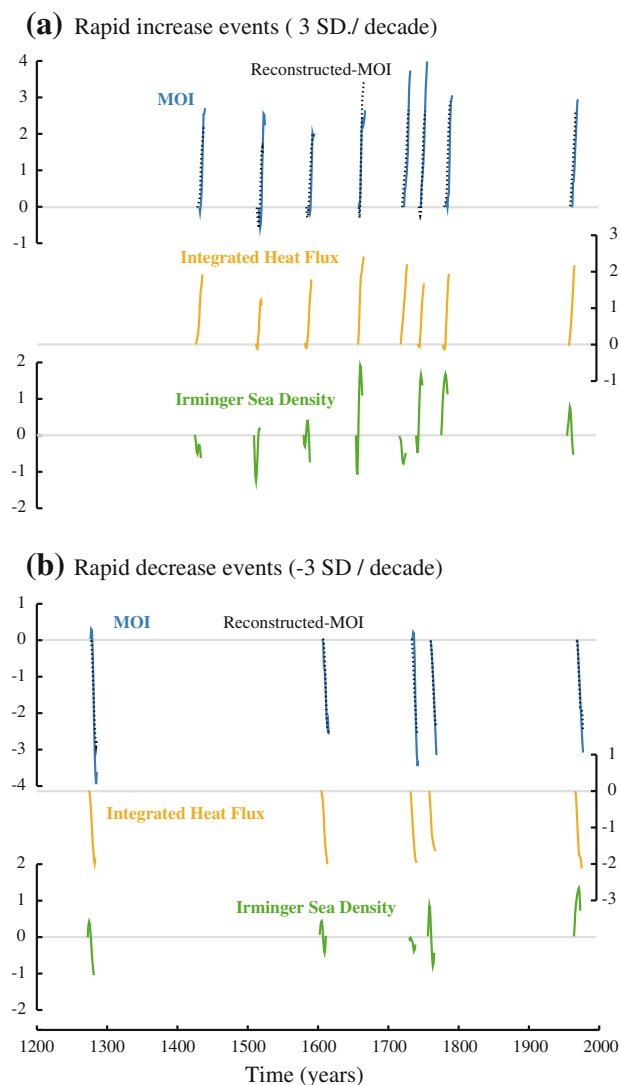 (a) Rapid increase events ( 3 SD./ decade)
4
Reconstructed-MOI
MOI
3
2
1
0
-1
3
Integrated Heat Flux
2
1
0
-1
2
Irminger Sea Density
1
0
-1
-2
(b) Rapid decrease events (-3 SD / decade)
1
MOI
Reconstructed-MOI
0
-1
-2
-3
-4
1
0
Integrated Heat Flux
-1
-2
-3
2
Irminger Sea Density
1
0
-1
-2
1200 1300 1400 1500 1600 1700 1800 1900 2000
Time (years)